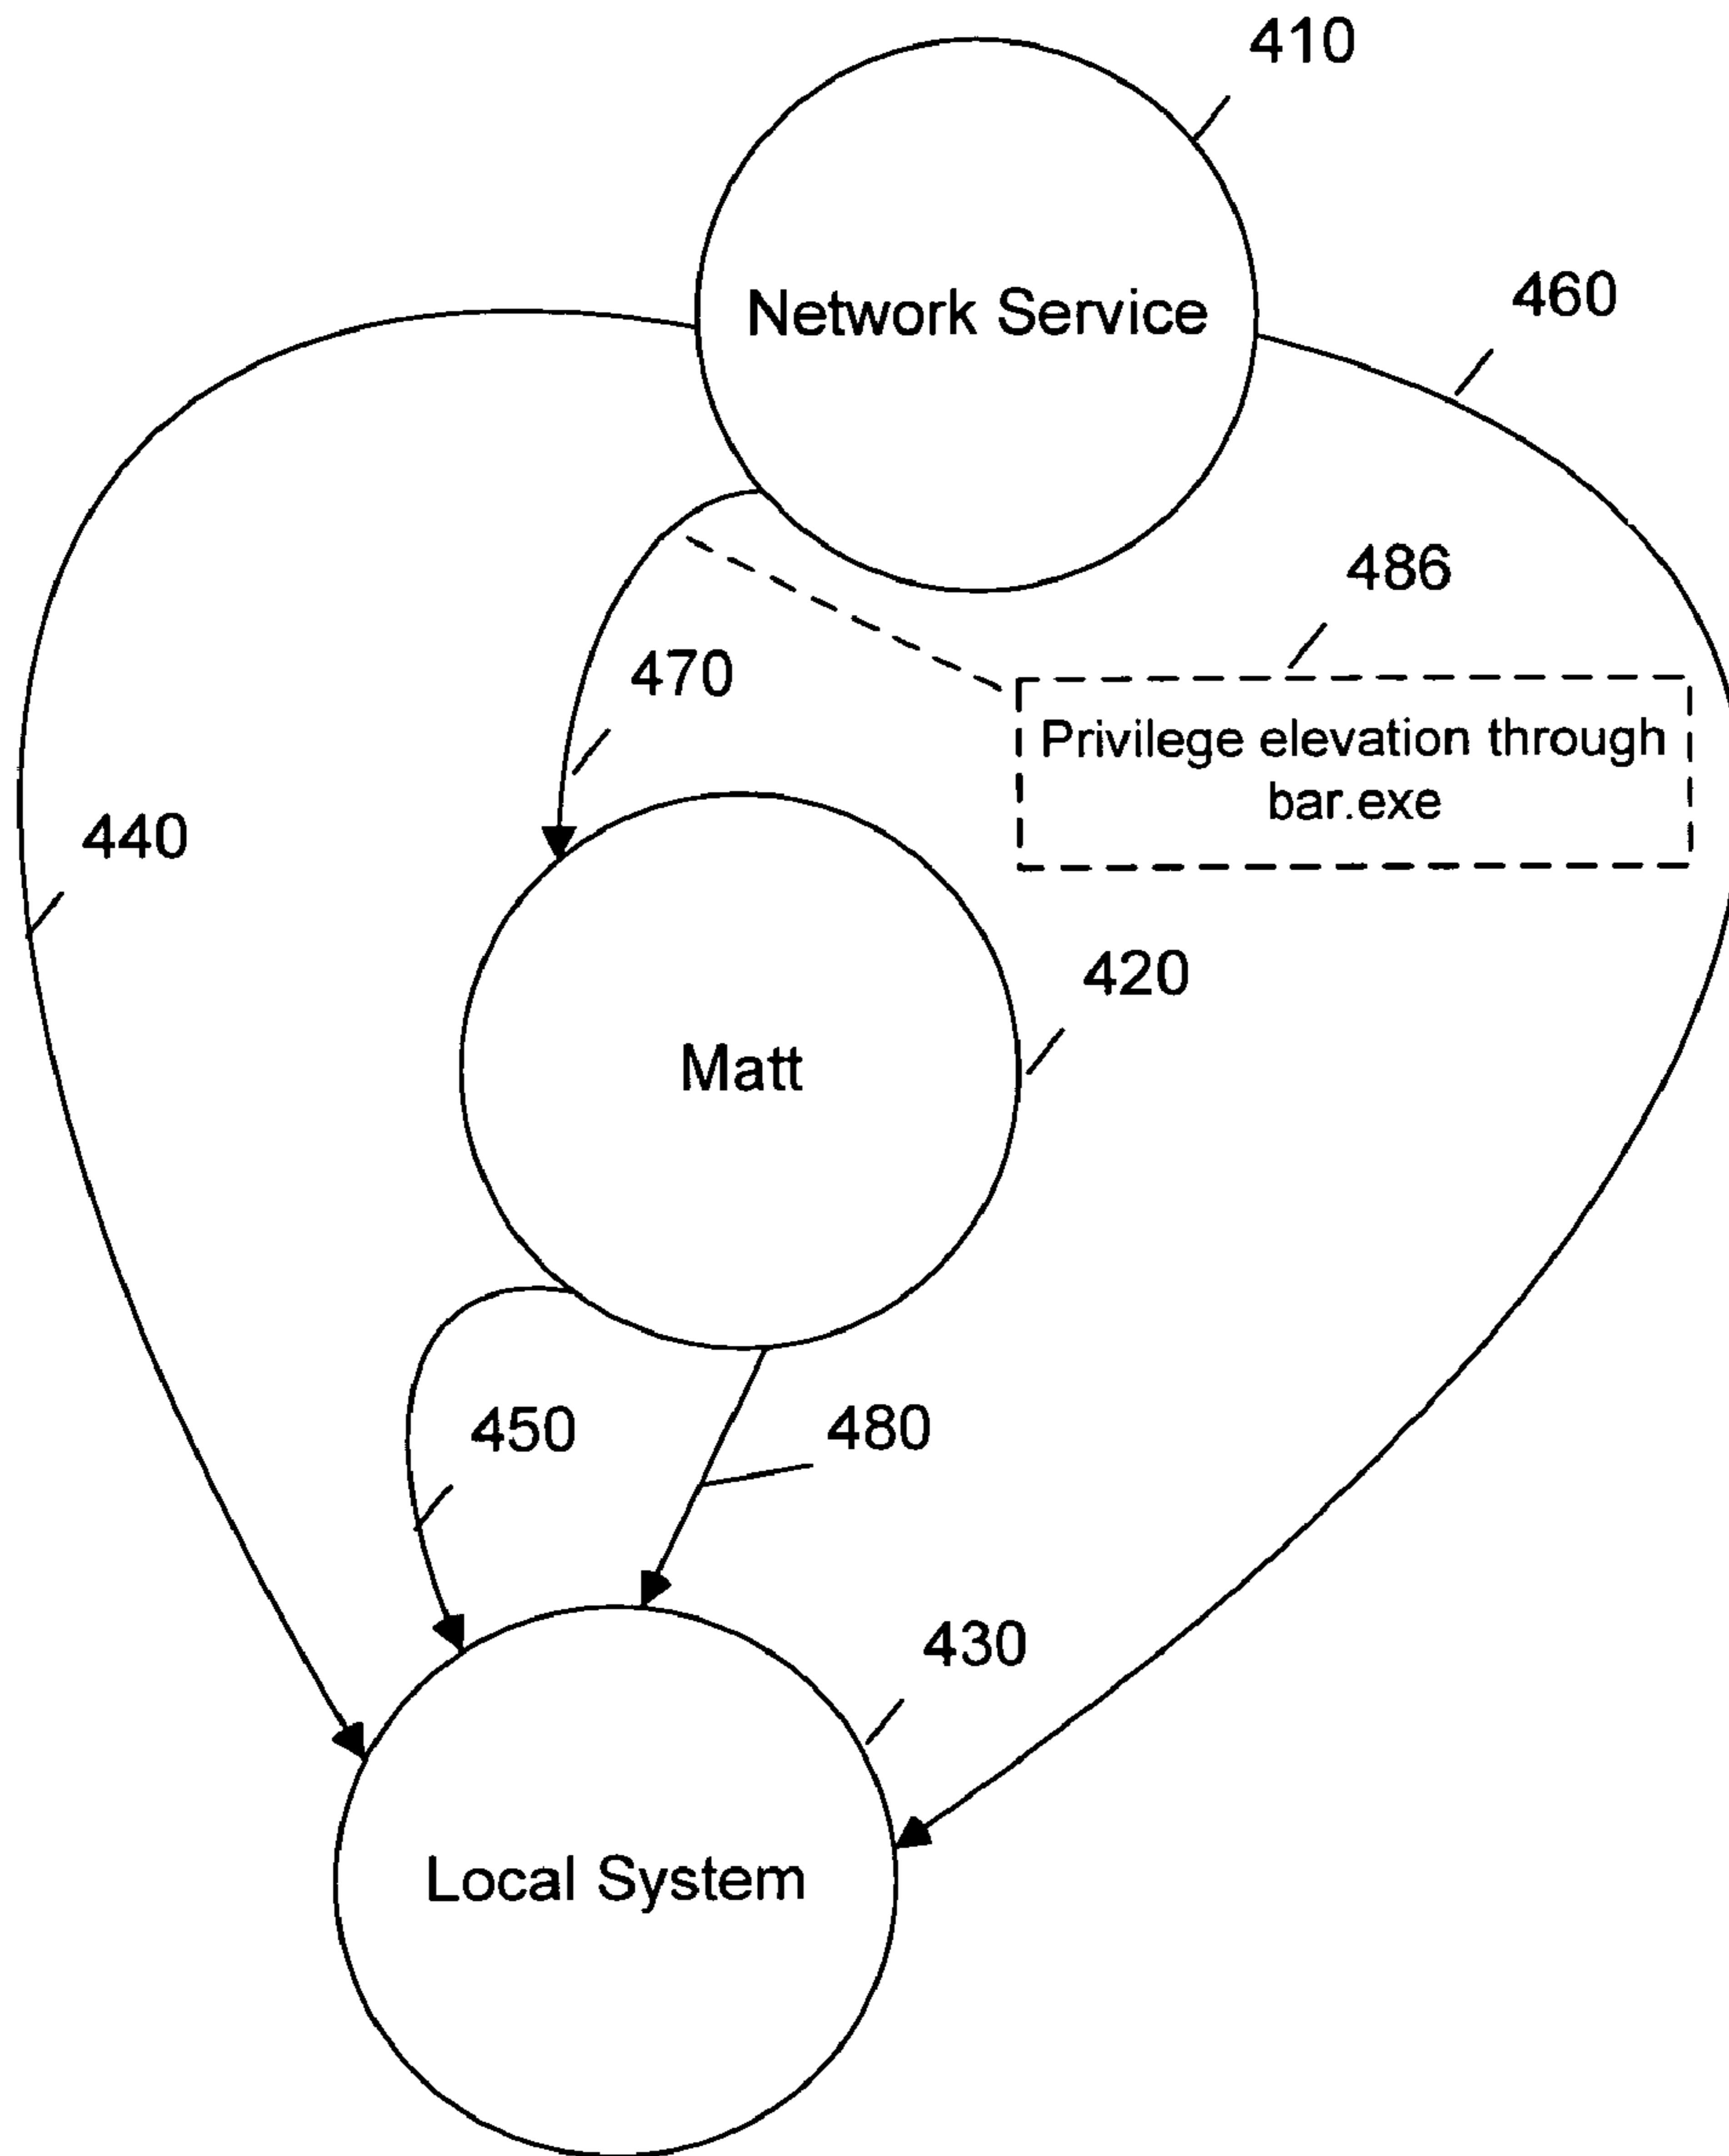 410
Network Service
460
486
470
Privilege elevation through
bar.exe
440
420
Matt
450
480
430
Local System